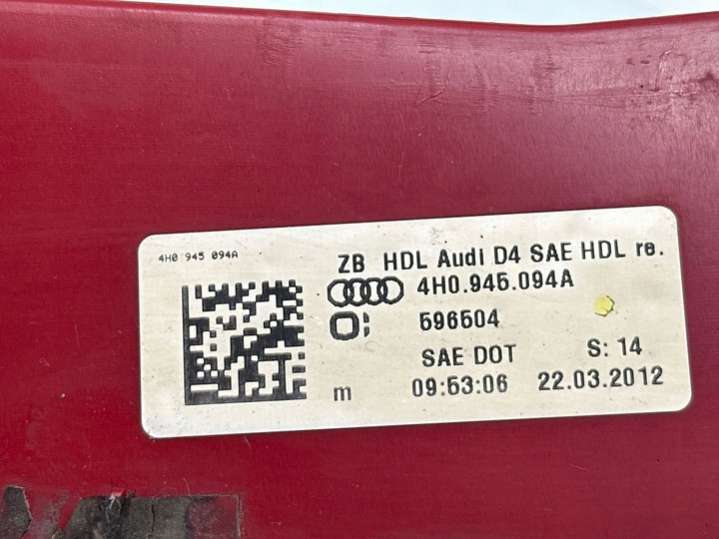 4H0 945 094A
ZB HDL Audi D4 SAE HDL re.
4H0.945.094A
596504
SAE DOT S: 14
m 09:53:06 22.03.2012